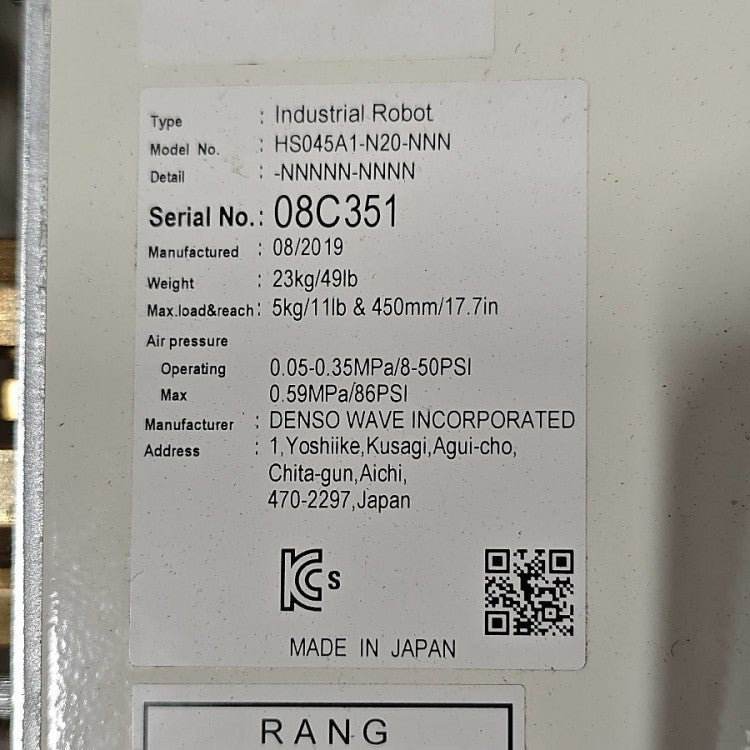 Type : Industrial Robot
Model No. : HS045A1-N20-NNN
Detail : -NNNNN-NNNN
Serial No. : 08C351
Manufactured : 08/2019
Weight : 23kg/49lb
Max.load&reach : 5kg/11lb & 450mm/17.7in
Air pressure
Operating 0.05-0.35MPa/8-50PSI
Max 0.59MPa/86PSI
Manufacturer : DENSO WAVE INCORPORATED
Address : 1,Yoshiike,Kusagi,Agui-cho,
Chita-gun,Aichi,
470-2297,Japan
KCs
MADE IN JAPAN
RANG